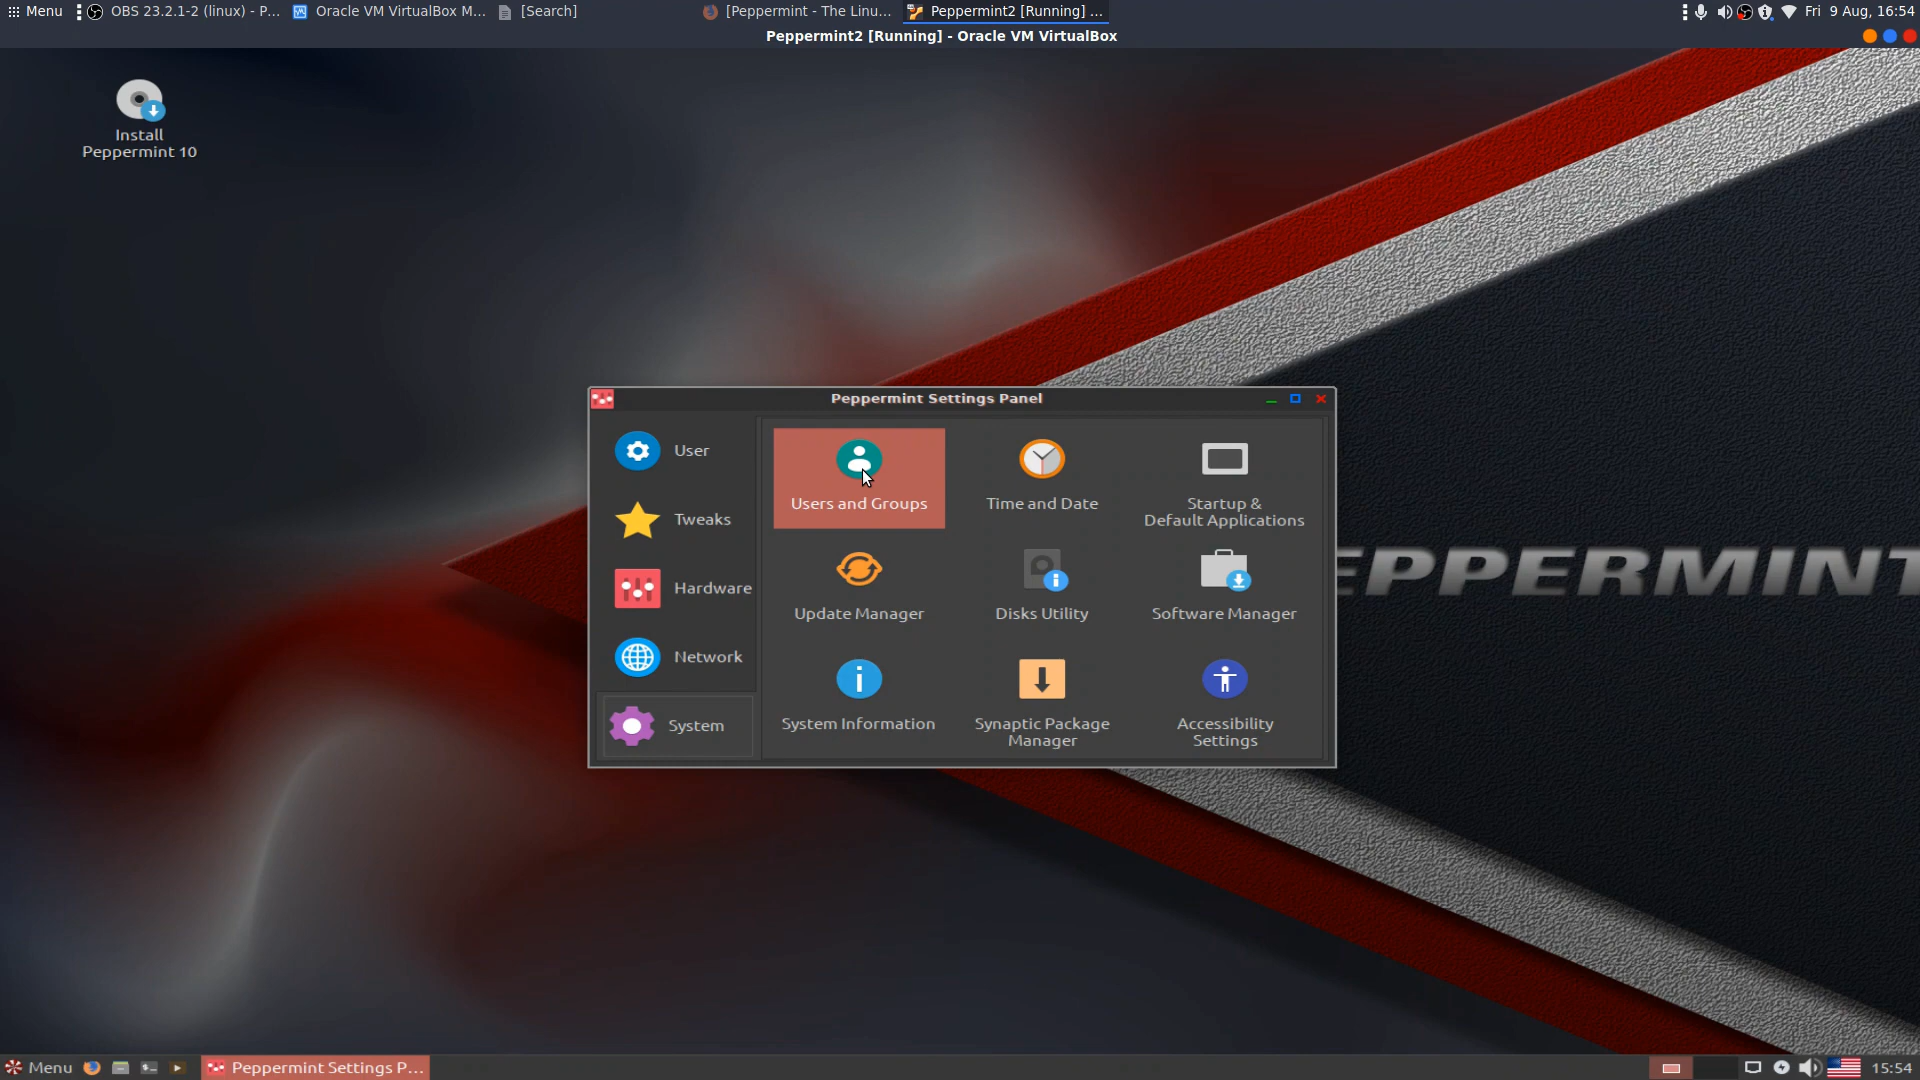 Menu
OBS 23.2.1-2 (linux) - P...
Oracle VM VirtualBox M...
[Search]
[Peppermint - The Linu...
Peppermint2 [Running] ...
Fri 9 Aug, 16:54
Peppermint2 [Running] - Oracle VM VirtualBox
Install
Peppermint 10
Peppermint Settings Panel
User
Tweaks
Hardware
Network
System
Users and Groups
Time and Date
Startup &
Default Applications
Update Manager
Disks Utility
Software Manager
System Information
Synaptic Package
Manager
Accessibility
Settings
EPPERMINT
Menu
Peppermint Settings P...
15:54